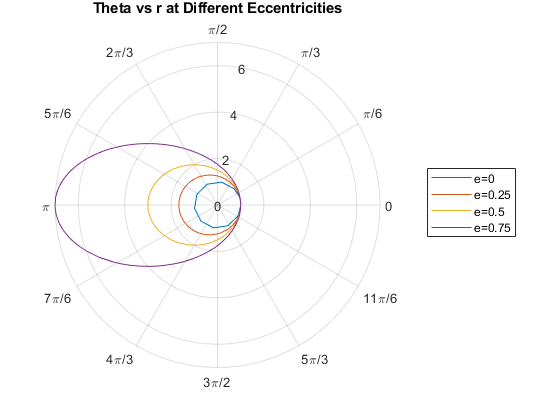 Theta vs r at Different Eccentricities
π/2
2π/3
π/3
6
5π/6
4
π/6
2
π
0
0
e=0
e=0.25
e=0.5
e=0.75
7π/6
11π/6
4π/3
5π/3
3π/2